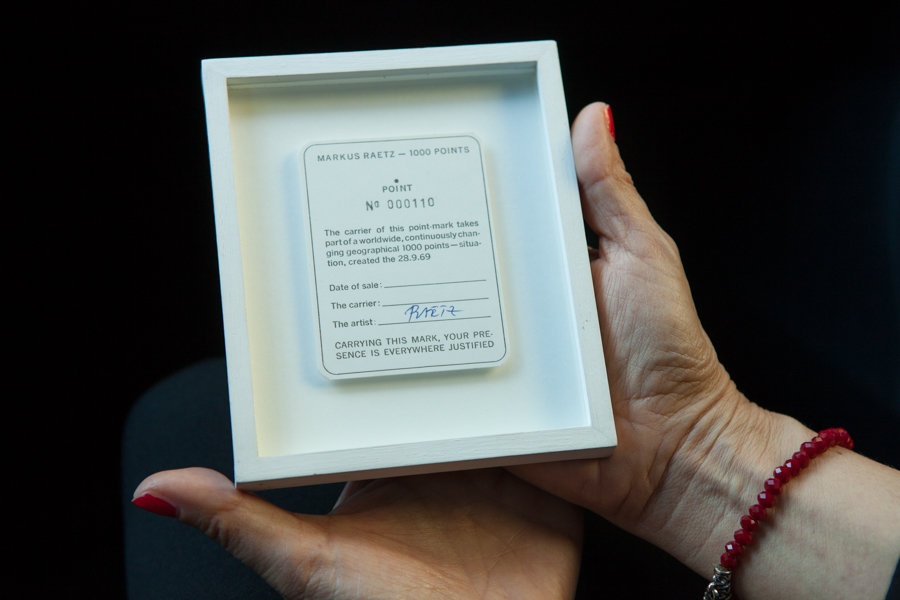 MARKUS RAETZ — 1000 POINTS
POINT
Nº 000110
The carrier of this point-mark takes
part of a worldwide, continuously chan-
ging geographical 1000 points—situa-
tion, created the 28.9.69
Date of sale:
The carrier:
The artist: RAETZ
CARRYING THIS MARK, YOUR PRE-
SENCE IS EVERYWHERE JUSTIFIED